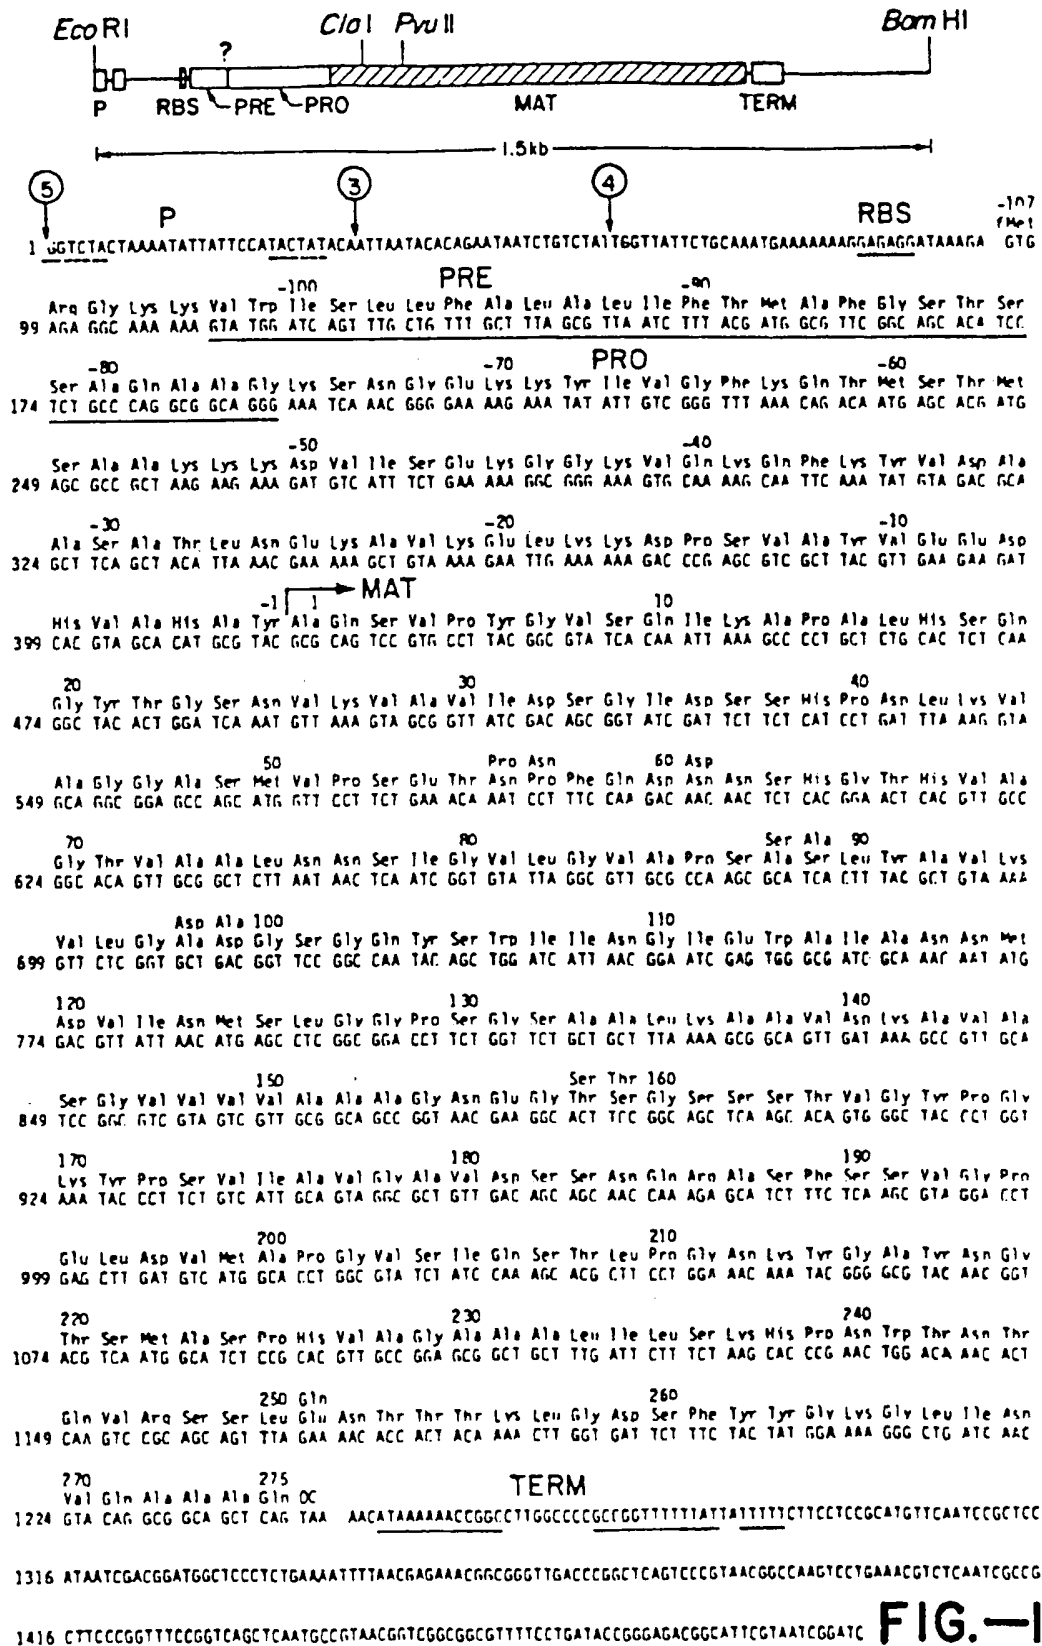 EcoRI ClaI PvuII BamHI
?
P RBS PRE PRO MAT TERM
1.5kb
5 3 4
P RBS -107
fMet
1 GGTCTACTAAAATATTATTCCATACTATACAATTAATACACAGAATAATCTGTCTATTGGTTATTCTGCAAATGAAAAAAAGGAGAGGATAAAGA GTG
PRE
-100 -90
Arg Gly Lys Lys Val Trp Ile Ser Leu Leu Phe Ala Leu Ala Leu Ile Phe Thr Met Ala Phe Gly Ser Thr Ser
99 AGA GGC AAA AAA GTA TGG ATC AGT TTG CTG TTT GCT TTA GCG TTA ATC TTT ACG ATG GCG TTC GGC AGC ACA TCC
-80 -70 PRO -60
Ser Ala Gln Ala Ala Gly Lys Ser Asn Gly Glu Lys Lys Tyr Ile Val Gly Phe Lys Gln Thr Met Ser Thr Met
174 TCT GCC CAG GCG GCA GGG AAA TCA AAC GGG GAA AAG AAA TAT ATT GTC GGG TTT AAA CAG ACA ATG AGC ACG ATG
-50 -40
Ser Ala Ala Lys Lys Lys Asp Val Ile Ser Glu Lys Gly Gly Lys Val Gln Lys Gln Phe Lys Tyr Val Asp Ala
249 AGC GCC GCT AAG AAG AAA GAT GTC ATT TCT GAA AAA GGC GGG AAA GTG CAA AAG CAA TTC AAA TAT GTA GAC GCA
-30 -20 -10
Ala Ser Ala Thr Leu Asn Glu Lys Ala Val Lys Glu Leu Lys Lys Asp Pro Ser Val Ala Tyr Val Glu Glu Asp
324 GCT TCA GCT ACA TTA AAC GAA AAA GCT GTA AAA GAA TTG AAA AAA GAC CCG AGC GTC GCT TAC GTT GAA GAA GAT
-1 1 MAT
10
His Val Ala His Ala Tyr Ala Gln Ser Val Pro Tyr Gly Val Ser Gln Ile Lys Ala Pro Ala Leu His Ser Gln
399 CAC GTA GCA CAT GCG TAC GCG CAG TCC GTG CCT TAC GGC GTA TCA CAA ATT AAA GCC CCT GCT CTG CAC TCT CAA
20 30 40
Gly Tyr Thr Gly Ser Asn Val Lys Val Ala Val Ile Asp Ser Gly Ile Asp Ser Ser His Pro Asn Leu Lys Val
474 GGC TAC ACT GGA TCA AAT GTT AAA GTA GCG GTT ATC GAC AGC GGT ATC GAT TCT TCT CAT CCT GAT TTA AAG GTA
50 Pro Asn 60 Asp
Ala Gly Gly Ala Ser Met Val Pro Ser Glu Thr Asn Pro Phe Gln Asn Asn Asn Ser His Gly Thr His Val Ala
549 GCA GGC GGA GCC AGC ATG GTT CCT TCT GAA ACA AAT CCT TTC CAA GAC AAC AAC TCT CAC GGA ACT CAC GTT GCC
70 80 Ser Ala 90
Gly Thr Val Ala Ala Leu Asn Asn Ser Ile Gly Val Leu Gly Val Ala Pro Ser Ala Ser Leu Tyr Ala Val Lys
624 GGC ACA GTT GCG GCT CTT AAT AAC TCA ATC GGT GTA TTA GGC GTT GCG CCA AGC GCA TCA CTT TAC GCT GTA AAA
Asp Ala 100 110
Val Leu Gly Ala Asp Gly Ser Gly Gln Tyr Ser Trp Ile Ile Asn Gly Ile Glu Trp Ala Ile Ala Asn Asn Met
699 GTT CTC GGT GCT GAC GGT TCC GGC CAA TAC AGC TGG ATC ATT AAC GGA ATC GAG TGG GCG ATC GCA AAC AAT ATG
120 130 140
Asp Val Ile Asn Met Ser Leu Gly Gly Pro Ser Gly Ser Ala Ala Leu Lys Ala Ala Val Asp Lys Ala Val Ala
774 GAC GTT ATT AAC ATG AGC CTC GGC GGA CCT TCT GGT TCT GCT GCT TTA AAA GCG GCA GTT GAT AAA GCC GTT GCA
150 Ser Thr 160
Ser Gly Val Val Val Val Ala Ala Ala Gly Asn Glu Gly Thr Ser Gly Ser Ser Ser Thr Val Gly Tyr Pro Gly
849 TCC GGC GTC GTA GTC GTT GCG GCA GCC GGT AAC GAA GGC ACT TCC GGC AGC TCA AGC ACA GTG GGC TAC CCT GGT
170 180 190
Lys Tyr Pro Ser Val Ile Ala Val Gly Ala Val Asn Ser Ser Asn Gln Arg Ala Ser Phe Ser Ser Val Gly Pro
924 AAA TAC CCT TCT GTC ATT GCA GTA GGC GCT GTT GAC AGC AGC AAC CAA AGA GCA TCT TTC TCA AGC GTA GGA CCT
200 210
Glu Leu Asp Val Met Ala Pro Gly Val Ser Ile Gln Ser Thr Leu Pro Gly Asn Lys Tyr Gly Ala Tyr Asn Gly
999 GAG CTT GAT GTC ATG GCA CCT GGC GTA TCT ATC CAA AGC ACG CTT CCT GGA AAC AAA TAC GGG GCG TAC AAC GGT
220 230 240
Thr Ser Met Ala Ser Pro His Val Ala Gly Ala Ala Ala Leu Ile Leu Ser Lys His Pro Asn Trp Thr Asn Thr
1074 ACG TCA ATG GCA TCT CCG CAC GTT GCC GGA GCG GCT GCT TTG ATT CTT TCT AAG CAC CCG AAC TGG ACA AAC ACT
250 Gln 260
Gln Val Arg Ser Ser Leu Glu Asn Thr Thr Thr Lys Leu Gly Asp Ser Phe Tyr Tyr Gly Lys Gly Leu Ile Asn
1149 CAA GTC CGC AGC AGT TTA GAA AAC ACC ACT ACA AAA CTT GGT GAT TCT TTC TAC TAT GGA AAA GGG CTG ATC AAC
270 275 TERM
Val Gln Ala Ala Ala Gln OC
1224 GTA CAG GCG GCA GCT CAG TAA AACATAAAAAACCGGCCTTGGCCCCGCCGGTTTTTTATTATTTTTCTTCCTCCGCATGTTCAATCCGCTCC
1316 ATAATCGACGGATGGCTCCCTCTGAAAATTTTAACGAGAAACGGCGGGTTGACCCGGCTCAGTCCCGTAACGGCCAAGTCCTGAAACGTCTCAATCGCCG
1416 CTTCCCGGTTTCCGGTCAGCTCAATGCCGTAACGGTCGGCGGCGTTTTCCTGATACCGGGAGACGGCATTCGTAATCGGATC FIG.—1